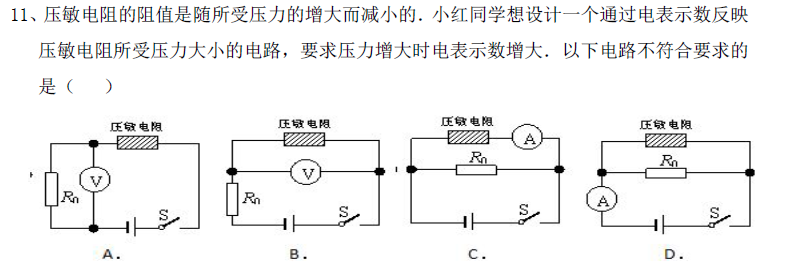 11、压敏电阻的阻值是随所受压力的增大而减小的．小红同学想设计一个通过电表示数反映
压敏电阻所受压力大小的电路，要求压力增大时电表示数增大．以下电路不符合要求的
是（　　）
压敏电阻 压敏电阻 压敏电阻 压敏电阻
A
R₀ R₀
V V
R₀ R₀ A
S S S S
A． B． C． D．